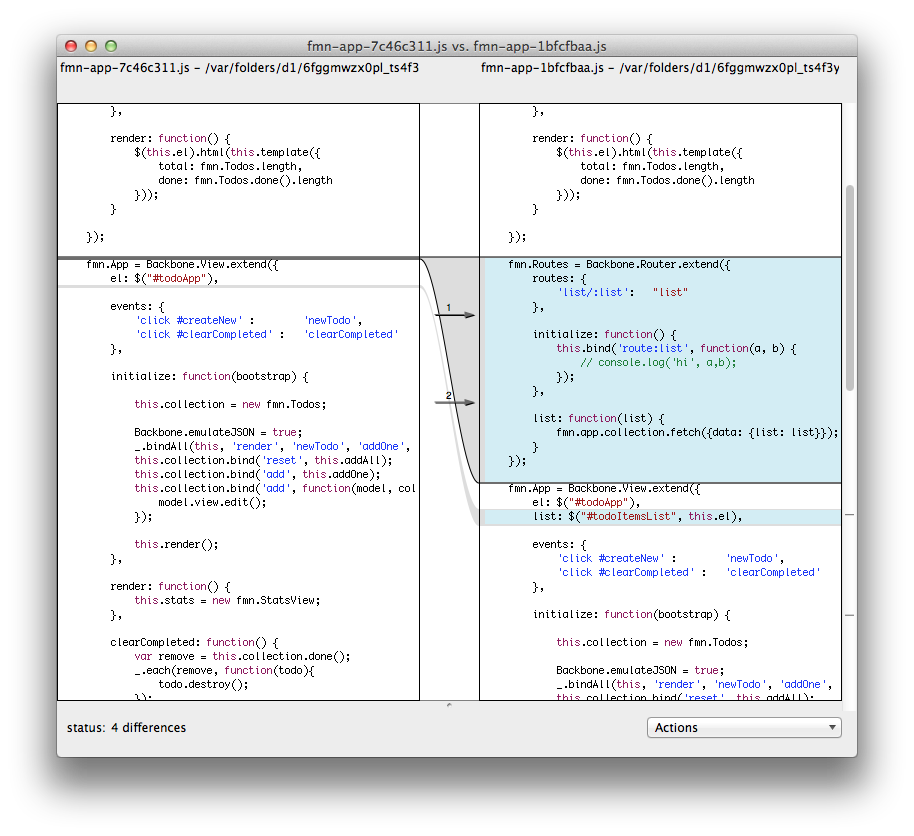 fmn-app-7c46c311.js vs. fmn-app-1bfcfbaa.js
fmn-app-7c46c311.js – /var/folders/d1/6fggmwzx0pl_ts4f3
},
render: function() {
$(this.el).html(this.template({
total: fmn.Todos.length,
done: fmn.Todos.done().length
}));
}
});
fmn.App = Backbone.View.extend({
el: $("#todoApp"),
events: {
'click #createNew' : 'newTodo',
'click #clearCompleted' : 'clearCompleted'
},
initialize: function(bootstrap) {
this.collection = new fmn.Todos;
Backbone.emulateJSON = true;
_.bindAll(this, 'render', 'newTodo', 'addOne',
this.collection.bind('reset', this.addAll);
this.collection.bind('add', this.addOne);
this.collection.bind('add', function(model, col
model.view.edit();
});
this.render();
},
render: function() {
this.stats = new fmn.StatsView;
},
clearCompleted: function() {
var remove = this.collection.done();
_.each(remove, function(todo){
todo.destroy();
});
1
2
fmn-app-1bfcfbaa.js – /var/folders/d1/6fggmwzx0pl_ts4f3y
},
render: function() {
$(this.el).html(this.template({
total: fmn.Todos.length,
done: fmn.Todos.done().length
}));
}
});
fmn.Routes = Backbone.Router.extend({
routes: {
'list/:list': "list"
},
initialize: function() {
this.bind('route:list', function(a, b) {
// console.log('hi', a,b);
});
},
list: function(list) {
fmn.app.collection.fetch({data: {list: list}});
}
});
fmn.App = Backbone.View.extend({
el: $("#todoApp"),
list: $("#todoItemsList", this.el),
events: {
'click #createNew' : 'newTodo',
'click #clearCompleted' : 'clearCompleted'
},
initialize: function(bootstrap) {
this.collection = new fmn.Todos;
Backbone.emulateJSON = true;
_.bindAll(this, 'render', 'newTodo', 'addOne',
this.collection.bind('reset', this.addAll);
status: 4 differences
Actions